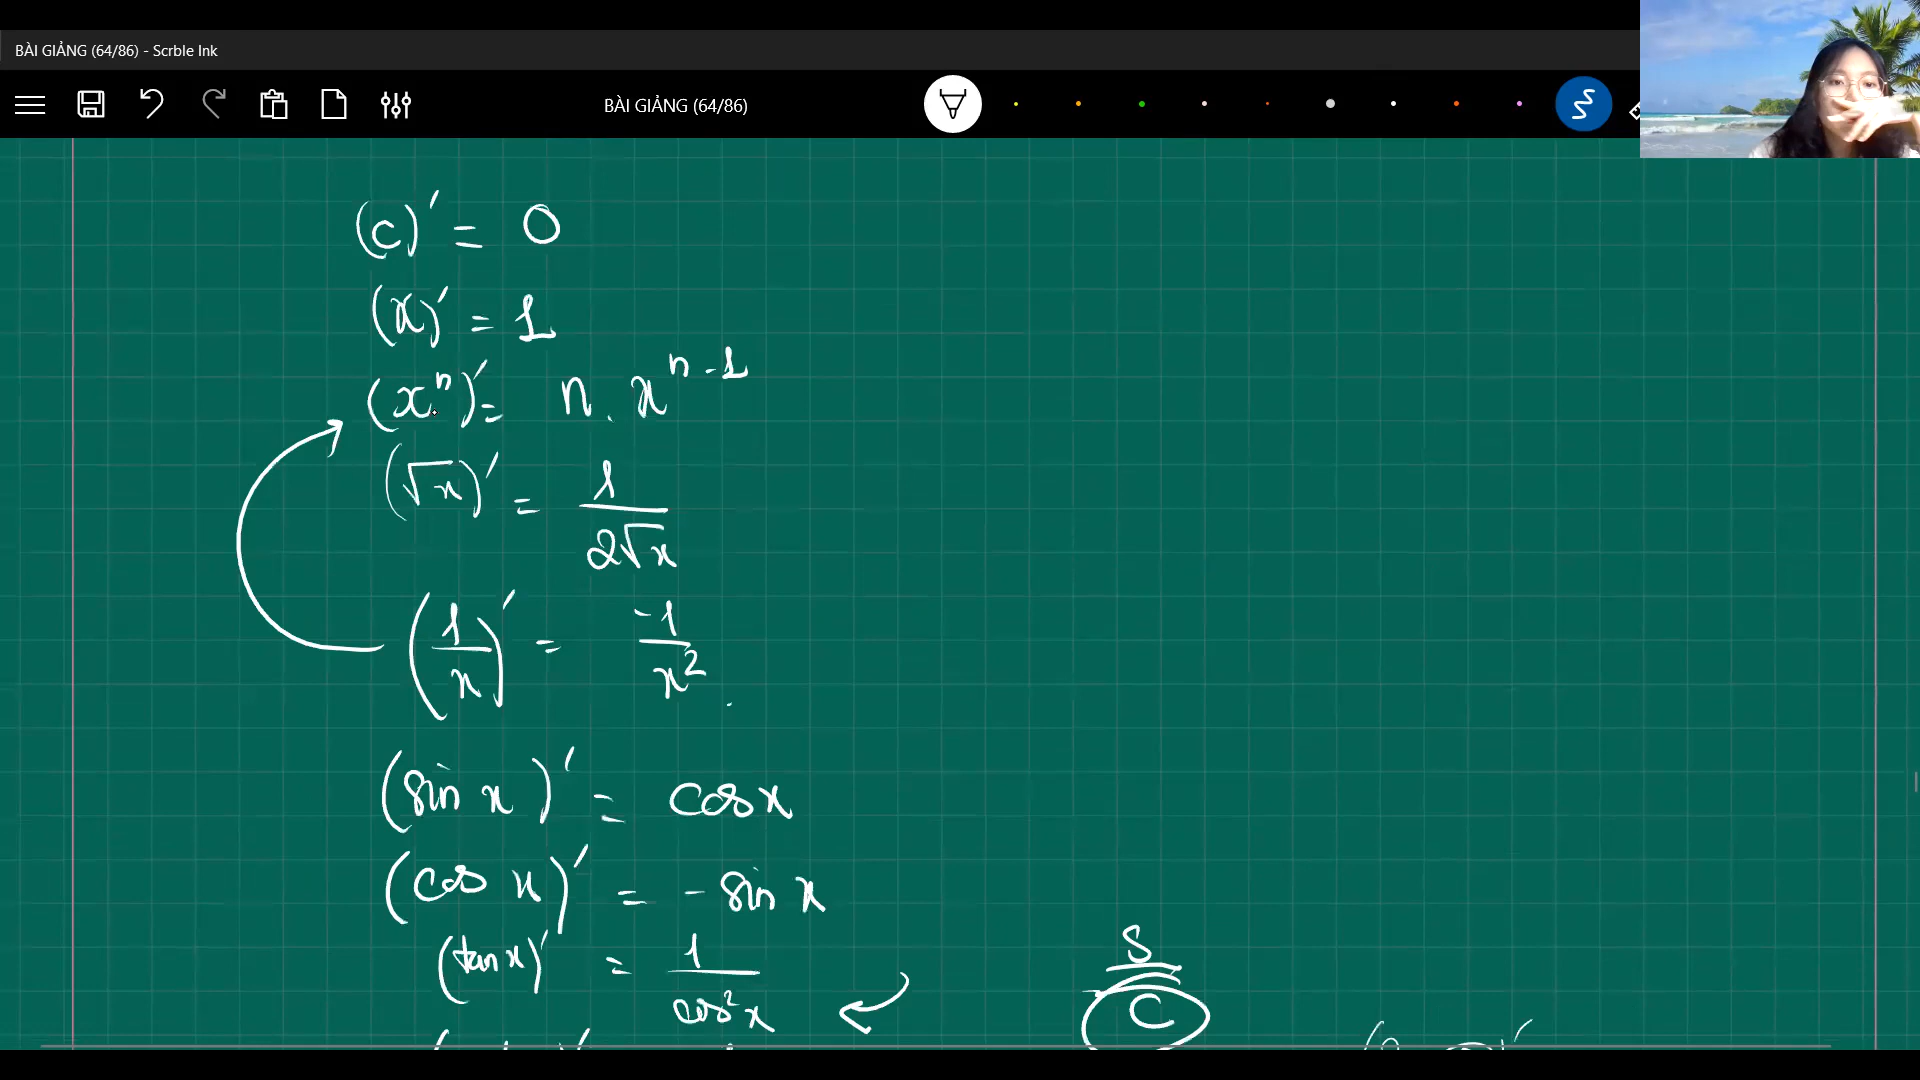 BÀI GIẢNG (64/86) - Scrble Ink
BÀI GIẢNG (64/86)
(c)' = 0
(x)' = 1
(xⁿ)' = n . xⁿ⁻¹
(√x)' = 1/(2√x)
(1/x)' = -1/x²
(sin x)' = cos x
(cos x)' = - sin x
(tan x)' = 1/cos²x
S
C